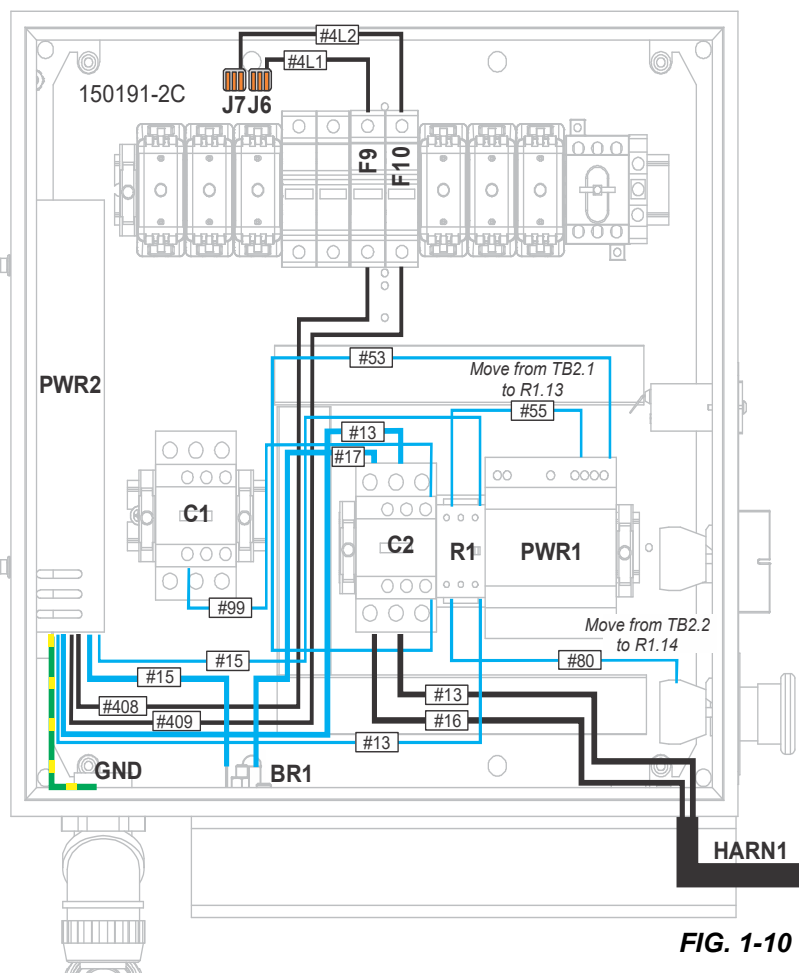 #4L2
#4L1
150191-2C
J7 J6
F9
F10
PWR2
#53
Move from TB2.1
to R1.13
#55
#13
#17
C1
C2
R1
PWR1
#99
Move from TB2.2
to R1.14
#15
#80
#15
#13
#408
#16
#409
#13
GND
BR1
HARN1
FIG. 1-10